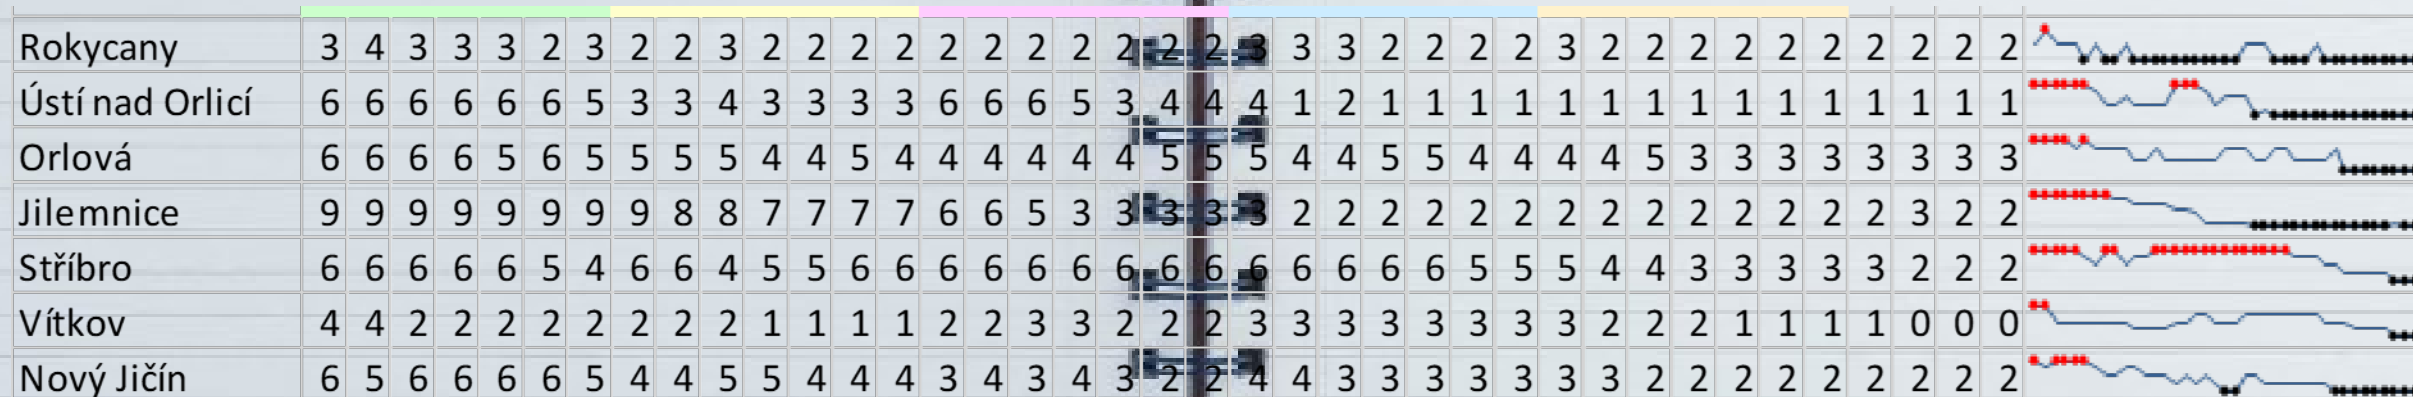 Rokycany 3 4 3 3 3 2 3 2 2 3 2 2 2 2 2 2 2 2 2 2 2 3 3 3 2 2 2 2 3 2 2 2 2 2 2 2 2 2 2
Ústí nad Orlicí 6 6 6 6 6 6 5 3 3 4 3 3 3 3 6 6 6 5 3 4 4 4 1 2 1 1 1 1 1 1 1 1 1 1 1 1 1 1 1
Orlová 6 6 6 6 5 6 5 5 5 5 4 4 5 4 4 4 4 4 4 5 5 5 4 4 5 5 4 4 4 4 5 3 3 3 3 3 3 3 3
Jilemnice 9 9 9 9 9 9 9 9 8 8 7 7 7 7 6 6 5 3 3 3 3 3 2 2 2 2 2 2 2 2 2 2 2 2 2 2 3 2 2
Stříbro 6 6 6 6 6 5 4 6 6 4 5 5 6 6 6 6 6 6 6 6 6 6 6 6 6 6 5 5 5 4 4 3 3 3 3 3 2 2 2
Vítkov 4 4 2 2 2 2 2 2 2 2 1 1 1 1 2 2 3 3 2 2 2 3 3 3 3 3 3 3 3 2 2 2 1 1 1 1 0 0 0
Nový Jičín 6 5 6 6 6 6 5 4 4 5 5 4 4 4 3 4 3 4 3 2 2 4 4 3 3 3 3 3 3 3 2 2 2 2 2 2 2 2 2